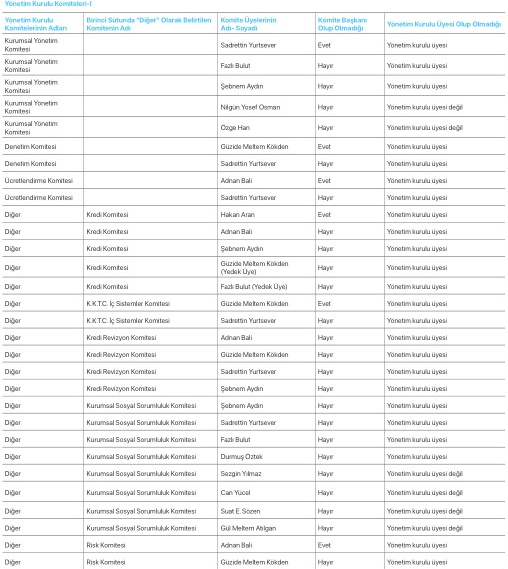 Yönetim Kurulu Komiteleri-I
Yönetim Kurulu Komitelerinin Adları | Birinci Sütunda "Diğer" Olarak Belirtilen Komitenin Adı | Komite Üyelerinin Adı- Soyadı | Komite Başkanı Olup Olmadığı | Yönetim Kurulu Üyesi Olup Olmadığı
Kurumsal Yönetim Komitesi | | Sadrettin Yurtsever | Evet | Yönetim kurulu üyesi
Kurumsal Yönetim Komitesi | | Fazlı Bulut | Hayır | Yönetim kurulu üyesi
Kurumsal Yönetim Komitesi | | Şebnem Aydın | Hayır | Yönetim kurulu üyesi
Kurumsal Yönetim Komitesi | | Nilgün Yosef Osman | Hayır | Yönetim kurulu üyesi değil
Kurumsal Yönetim Komitesi | | Özge Han | Hayır | Yönetim kurulu üyesi değil
Denetim Komitesi | | Güzide Meltem Kökden | Evet | Yönetim kurulu üyesi
Denetim Komitesi | | Sadrettin Yurtsever | Hayır | Yönetim kurulu üyesi
Ücretlendirme Komitesi | | Adnan Bali | Evet | Yönetim kurulu üyesi
Ücretlendirme Komitesi | | Sadrettin Yurtsever | Hayır | Yönetim kurulu üyesi
Diğer | Kredi Komitesi | Hakan Aran | Evet | Yönetim kurulu üyesi
Diğer | Kredi Komitesi | Adnan Bali | Hayır | Yönetim kurulu üyesi
Diğer | Kredi Komitesi | Şebnem Aydın | Hayır | Yönetim kurulu üyesi
Diğer | Kredi Komitesi | Güzide Meltem Kökden (Yedek Üye) | Hayır | Yönetim kurulu üyesi
Diğer | Kredi Komitesi | Fazlı Bulut (Yedek Üye) | Hayır | Yönetim kurulu üyesi
Diğer | K.K.T.C. İç Sistemler Komitesi | Güzide Meltem Kökden | Evet | Yönetim kurulu üyesi
Diğer | K.K.T.C. İç Sistemler Komitesi | Sadrettin Yurtsever | Hayır | Yönetim kurulu üyesi
Diğer | Kredi Revizyon Komitesi | Adnan Bali | Hayır | Yönetim kurulu üyesi
Diğer | Kredi Revizyon Komitesi | Güzide Meltem Kökden | Hayır | Yönetim kurulu üyesi
Diğer | Kredi Revizyon Komitesi | Sadrettin Yurtsever | Hayır | Yönetim kurulu üyesi
Diğer | Kredi Revizyon Komitesi | Şebnem Aydın | Hayır | Yönetim kurulu üyesi
Diğer | Kurumsal Sosyal Sorumluluk Komitesi | Şebnem Aydın | Hayır | Yönetim kurulu üyesi
Diğer | Kurumsal Sosyal Sorumluluk Komitesi | Sadrettin Yurtsever | Hayır | Yönetim kurulu üyesi
Diğer | Kurumsal Sosyal Sorumluluk Komitesi | Fazlı Bulut | Hayır | Yönetim kurulu üyesi
Diğer | Kurumsal Sosyal Sorumluluk Komitesi | Durmuş Öztek | Hayır | Yönetim kurulu üyesi
Diğer | Kurumsal Sosyal Sorumluluk Komitesi | Sezgin Yılmaz | Hayır | Yönetim kurulu üyesi değil
Diğer | Kurumsal Sosyal Sorumluluk Komitesi | Can Yücel | Hayır | Yönetim kurulu üyesi değil
Diğer | Kurumsal Sosyal Sorumluluk Komitesi | Suat E. Sözen | Hayır | Yönetim kurulu üyesi değil
Diğer | Kurumsal Sosyal Sorumluluk Komitesi | Gül Meltem Atılgan | Hayır | Yönetim kurulu üyesi değil
Diğer | Risk Komitesi | Adnan Bali | Evet | Yönetim kurulu üyesi
Diğer | Risk Komitesi | Güzide Meltem Kökden | Hayır | Yönetim kurulu üyesi